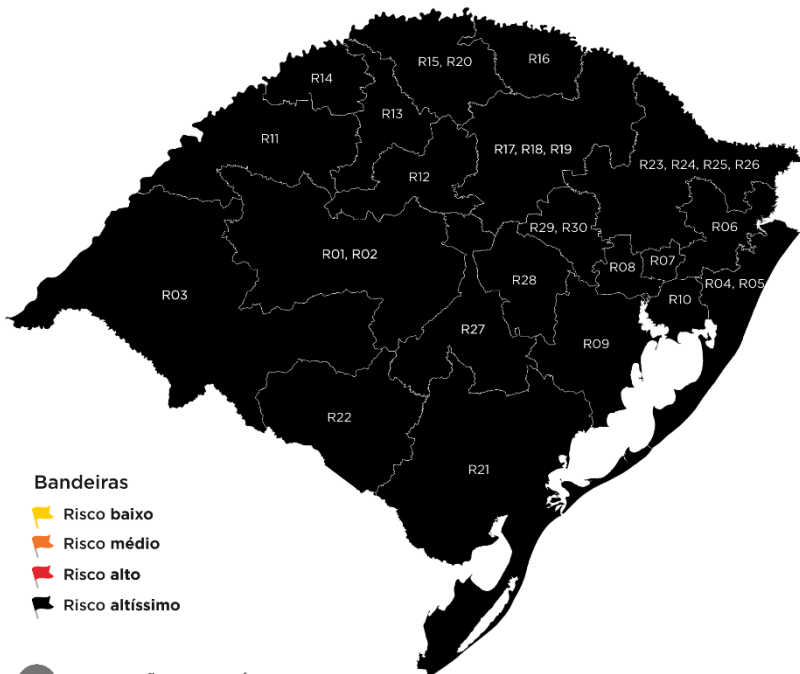 R15, R20
R16
R14
R13
R11
R17, R18, R19
R23, R24, R25, R26
R12
R06
R29, R30
R01, R02
R08
R07
R28
R04, R05
R03
R10
R27
R09
R22
R21
Bandeiras
Risco baixo
Risco médio
Risco alto
Risco altíssimo